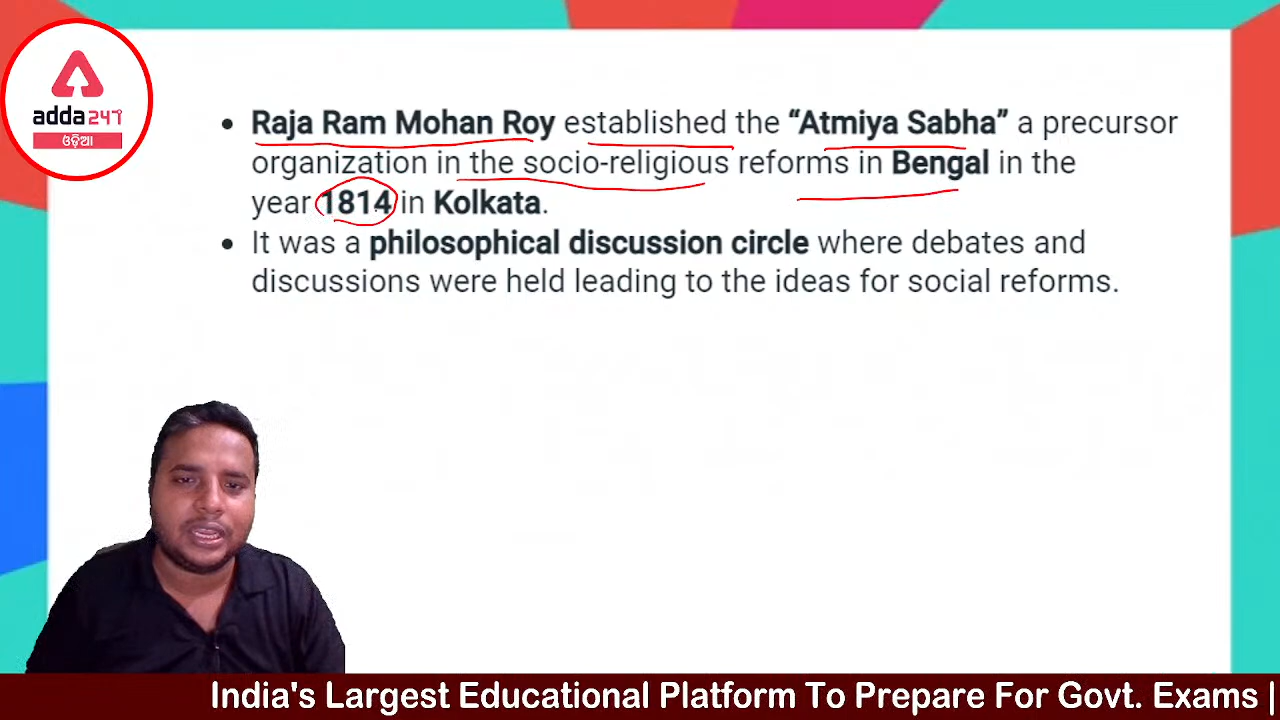 adda247
ଓଡ଼ିଆ
• Raja Ram Mohan Roy established the “Atmiya Sabha” a precursor
organization in the socio-religious reforms in Bengal in the
year 1814 in Kolkata.
• It was a philosophical discussion circle where debates and
discussions were held leading to the ideas for social reforms.
India's Largest Educational Platform To Prepare For Govt. Exams |